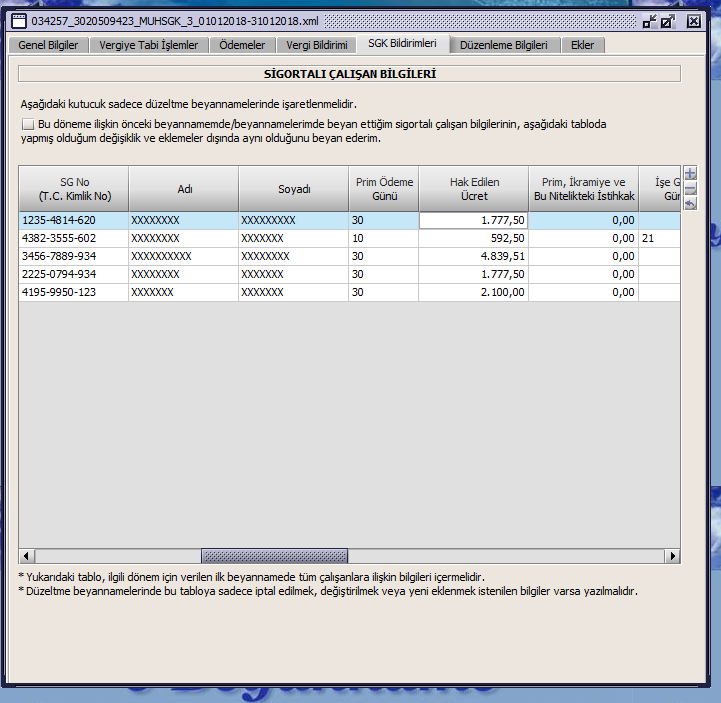 034257_3020509423_MUHSGK_3_01012018-31012018.xml
Genel Bilgiler Vergiye Tabi İşlemler Ödemeler Vergi Bildirimi SGK Bildirimleri Düzenleme Bilgileri Ekler
SİGORTALI ÇALIŞAN BİLGİLERİ
Aşağıdaki kutucuk sadece düzeltme beyannamelerinde işaretlenmelidir.
Bu döneme ilişkin önceki beyannamemde/beyannamelerimde beyan ettiğim sigortalı çalışan bilgilerinin, aşağıdaki tabloda
yapmış olduğum değişiklik ve eklemeler dışında aynı olduğunu beyan ederim.
SG No (T.C. Kimlik No) Adı Soyadı Prim Ödeme Günü Hak Edilen Ücret Prim, İkramiye ve Bu Nitelikteki İstihkak İşe G Gür
1235-4814-620 XXXXXXXX XXXXXXXXX 30 1.777,50 0,00
4382-3555-602 XXXXXXX XXXXXXX 10 592,50 0,00 21
3456-7889-934 XXXXXXXXXX XXXXXXXX 30 4.839,51 0,00
2225-0794-934 XXXXXXXX XXXXXXX 30 1.777,50 0,00
4195-9950-123 XXXXXXX XXXXXXX 30 2.100,00 0,00
* Yukarıdaki tablo, ilgili dönem için verilen ilk beyannamede tüm çalışanlara ilişkin bilgileri içermelidir.
* Düzeltme beyannamelerinde bu tabloya sadece iptal edilmek, değiştirilmek veya yeni eklenmek istenilen bilgiler varsa yazılmalıdır.